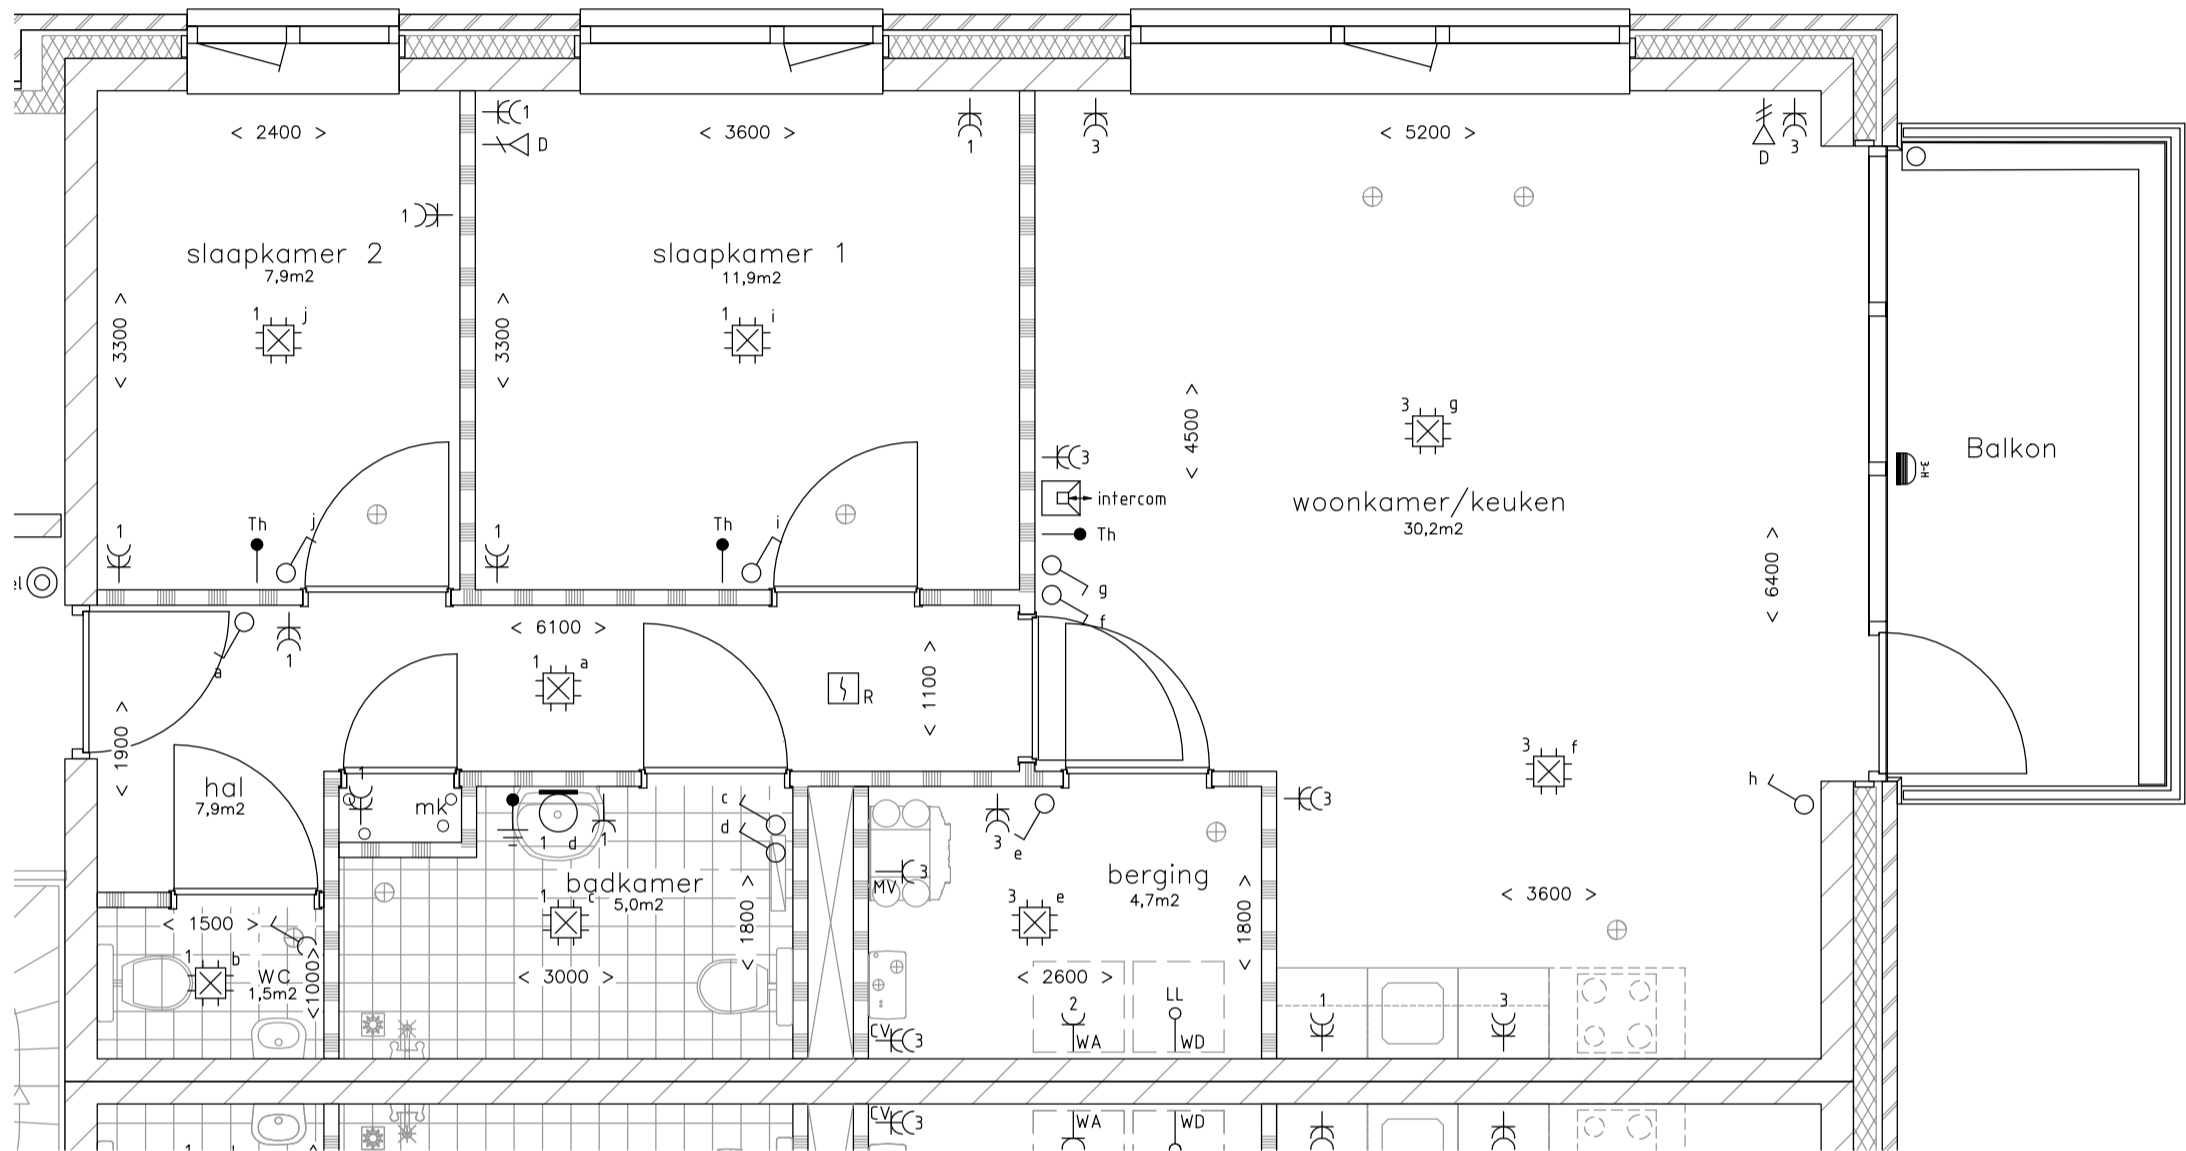 1
D
< 2400 >
< 3600 >
1
3
< 5200 >
D
3
1
slaapkamer 2
7,9m2
slaapkamer 1
11,9m2
1 j
1 i
< 3300 >
< 3300 >
< 4500 >
3 g
Balkon
3
intercom
woonkamer/keuken
30,2m2
Th
1
Th
j
1
Th
i
< 6400 >
g
f
< 6100 >
1
a
1 a
R
< 1100 >
< 1900 >
hal
7,9m2
1
mk
c
d
1 d 1
3
e
3
3 f
h
badkamer
5,0m2
1 c
< 1800 >
MV 3
berging
4,7m2
3 e
< 1800 >
< 3600 >
< 1500 >
1 b
WC
1,5m2
<1000>
< 3000 >
< 2600 >
2
LL
1
3
CV 3
WA
WD
CV 3
WA
WD